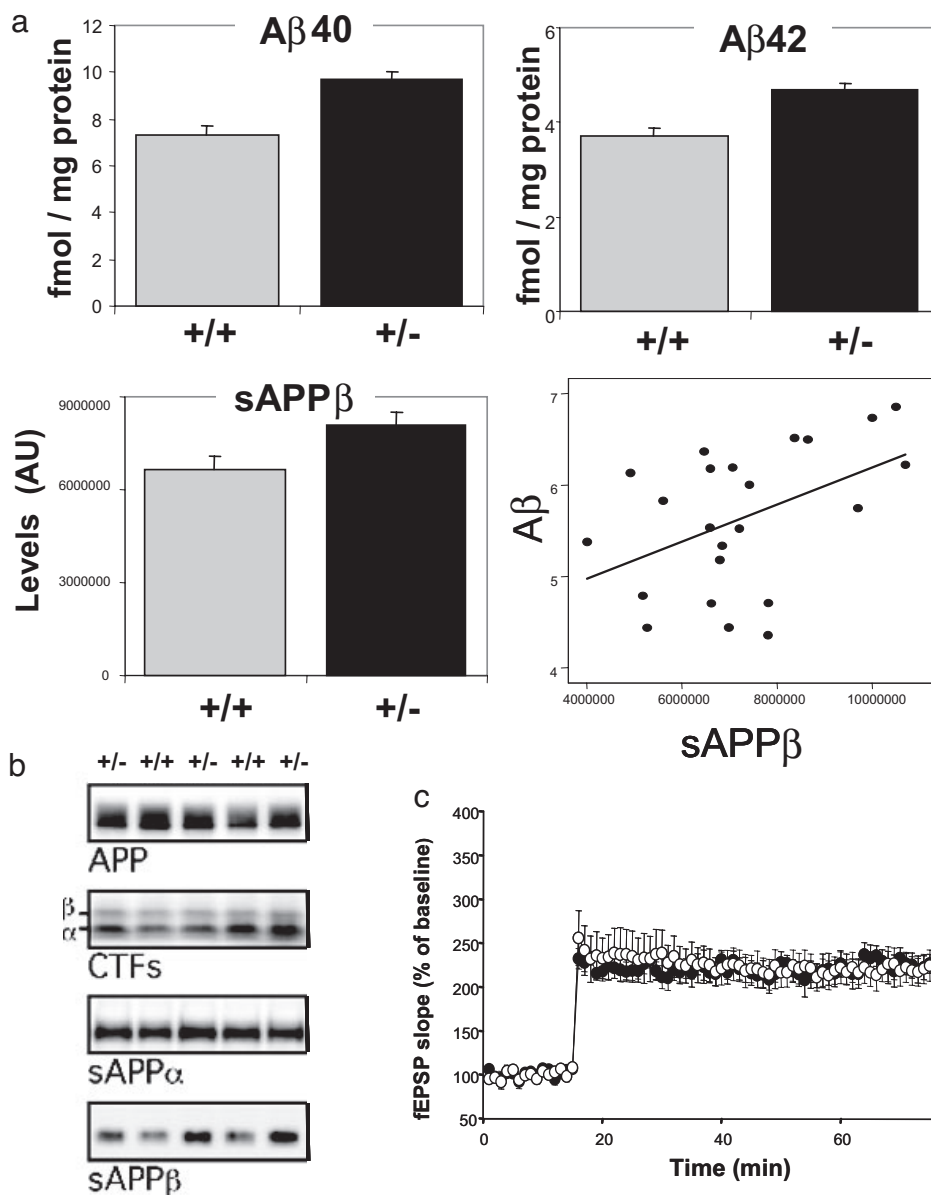 a
Aβ40
fmol / mg protein
12
10
8
6
4
2
0
+/+ +/-
Aβ42
fmol / mg protein
6
4
2
0
+/+ +/-
sAPPβ
Levels (AU)
9000000
6000000
3000000
0
+/+ +/-
Aβ
7
6
5
4
4000000 6000000 8000000 10000000
sAPPβ
b
+/- +/+ +/- +/+ +/-
APP
β
α
CTFs
sAPPα
sAPPβ
c
fEPSP slope (% of baseline)
400
350
300
250
200
150
100
50
0 20 40 60
Time (min)